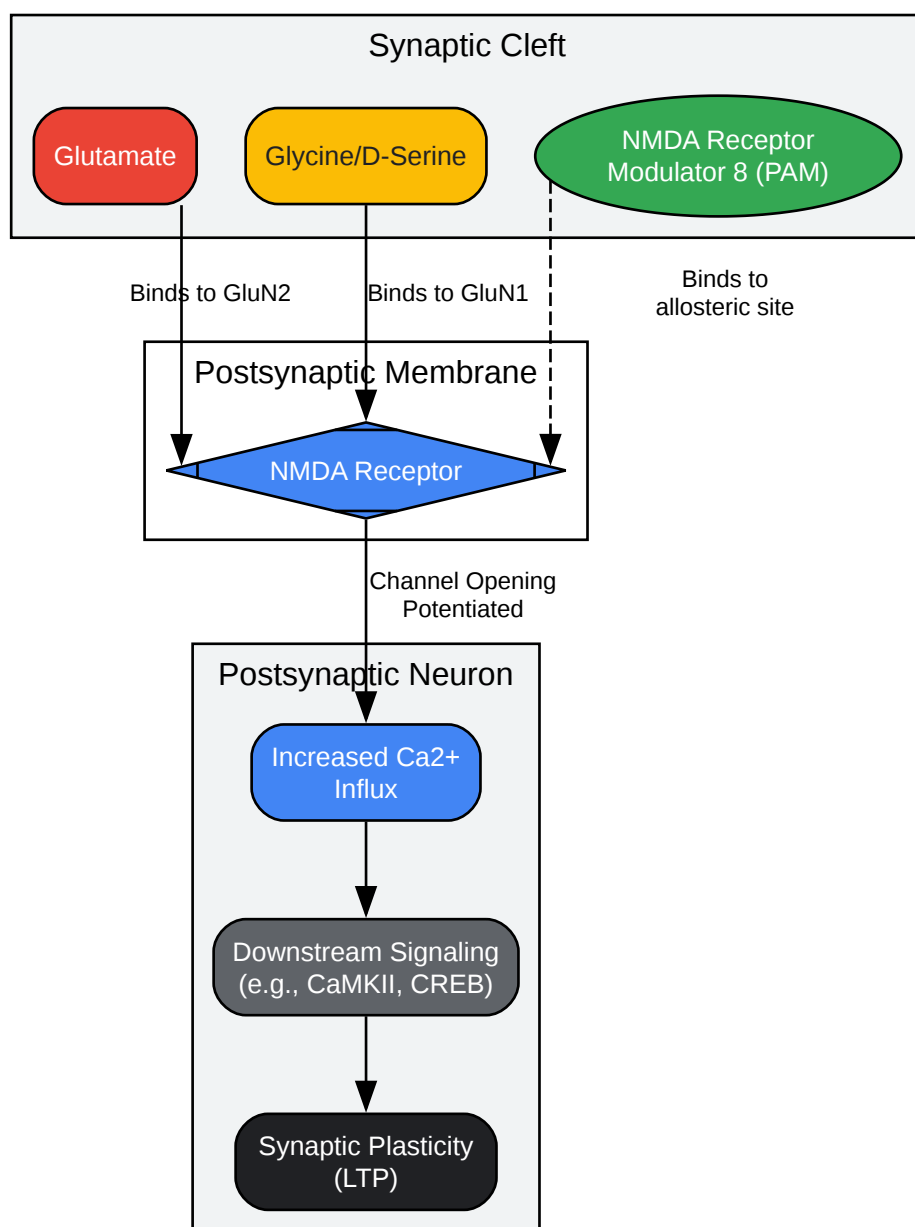 Synaptic Cleft
Glutamate
Glycine/D-Serine
NMDA Receptor
Modulator 8 (PAM)
Binds to GluN2
Binds to GluN1
Binds to
allosteric site
Postsynaptic Membrane
NMDA Receptor
Channel Opening
Potentiated
Postsynaptic Neuron
Increased Ca2+
Influx
Downstream Signaling
(e.g., CaMKII, CREB)
Synaptic Plasticity
(LTP)